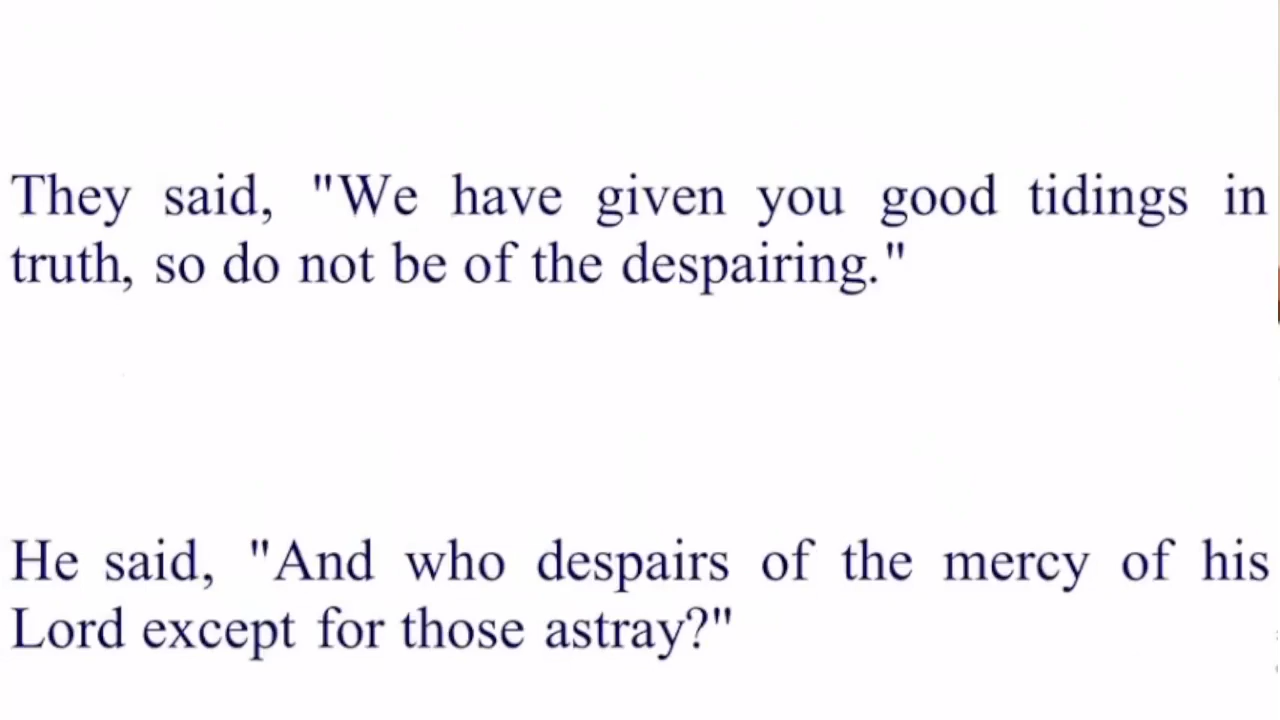 They said, "We have given you good tidings in
truth, so do not be of the despairing."
He said, "And who despairs of the mercy of his
Lord except for those astray?"